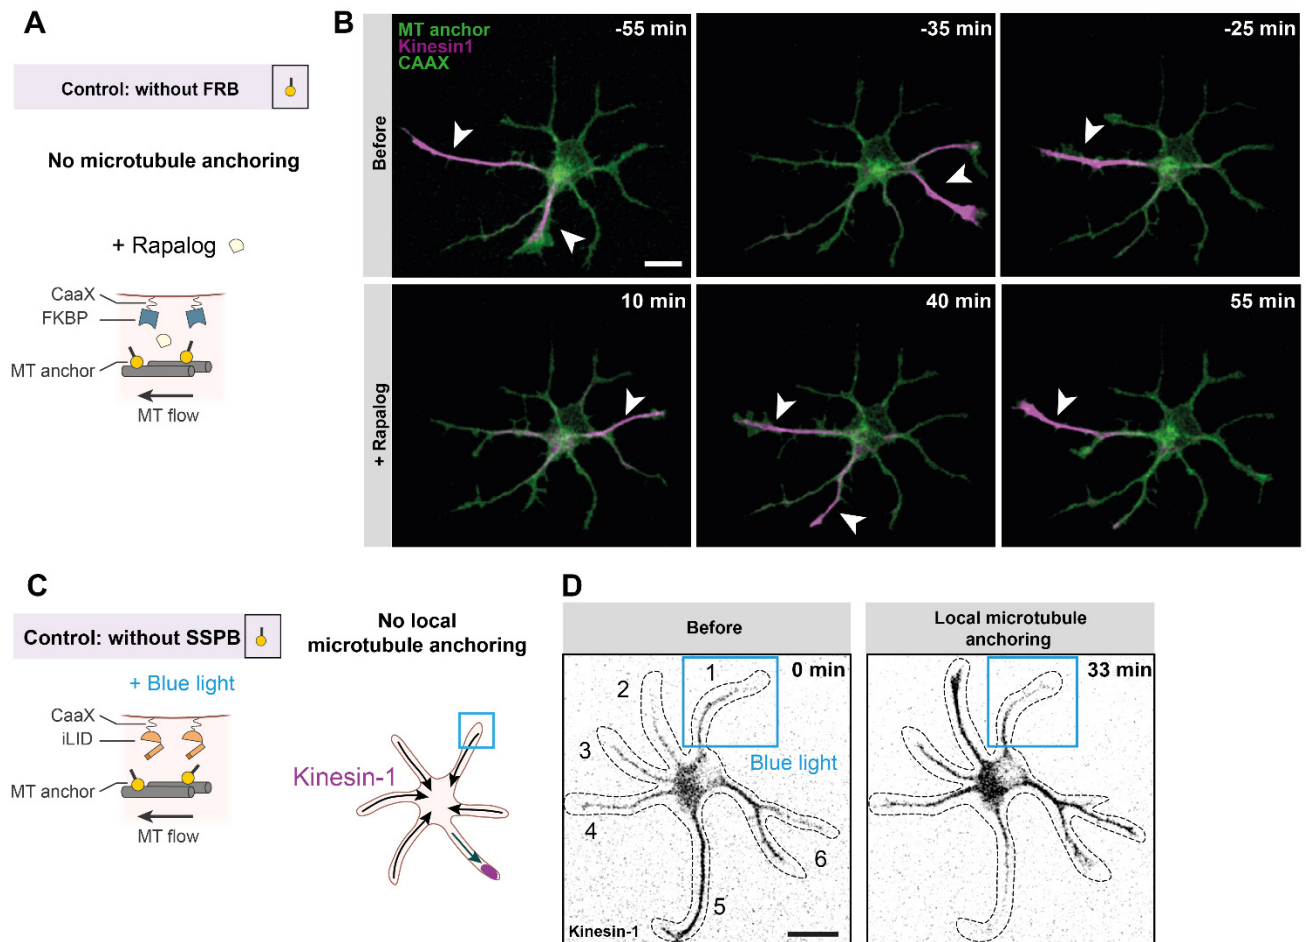 A
Control: without FRB
No microtubule anchoring
+ Rapalog
CaaX
FKBP
MT anchor
MT flow
B
MT anchor
Kinesin1
CAAX
-55 min
-35 min
-25 min
Before
10 min
40 min
55 min
+ Rapalog
C
Control: without SSPB
+ Blue light
CaaX
iLID
MT anchor
MT flow
No local
microtubule anchoring
Kinesin-1
D
Before
Local microtubule
anchoring
0 min
33 min
1
2
3
4
5
6
Blue light
Kinesin-1